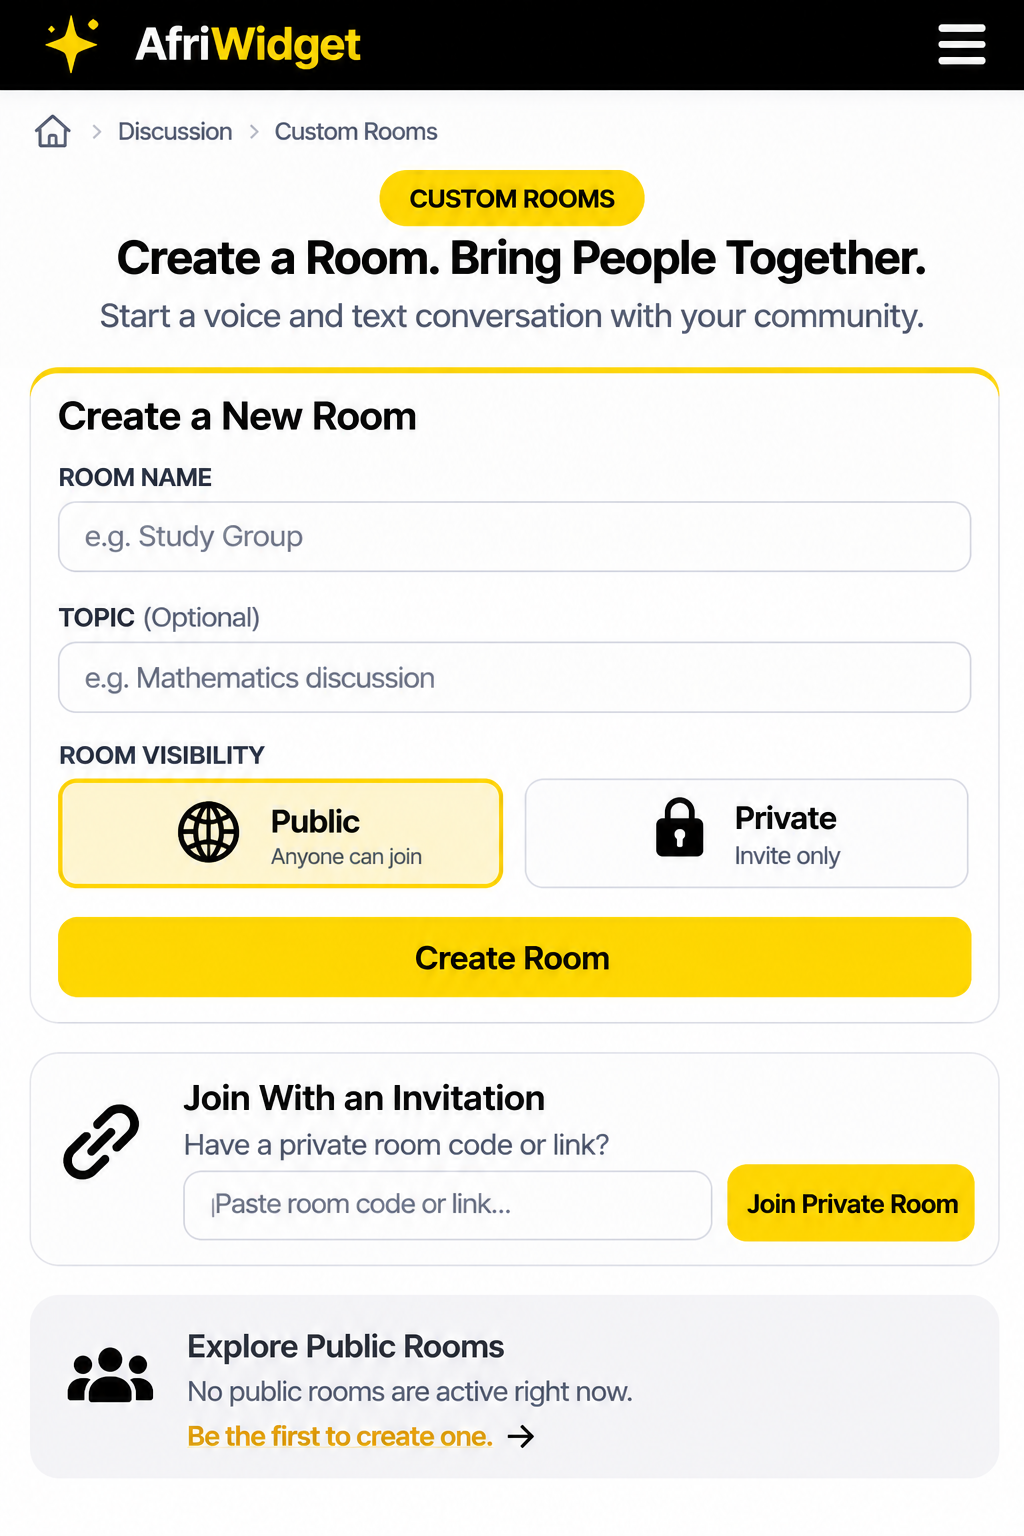 AfriWidget
Discussion > Custom Rooms
CUSTOM ROOMS
Create a Room. Bring People Together.
Start a voice and text conversation with your community.
Create a New Room
ROOM NAME
e.g. Study Group
TOPIC (Optional)
e.g. Mathematics discussion
ROOM VISIBILITY
Public
Anyone can join
Private
Invite only
Create Room
Join With an Invitation
Have a private room code or link?
Paste room code or link...
Join Private Room
Explore Public Rooms
No public rooms are active right now.
Be the first to create one. →